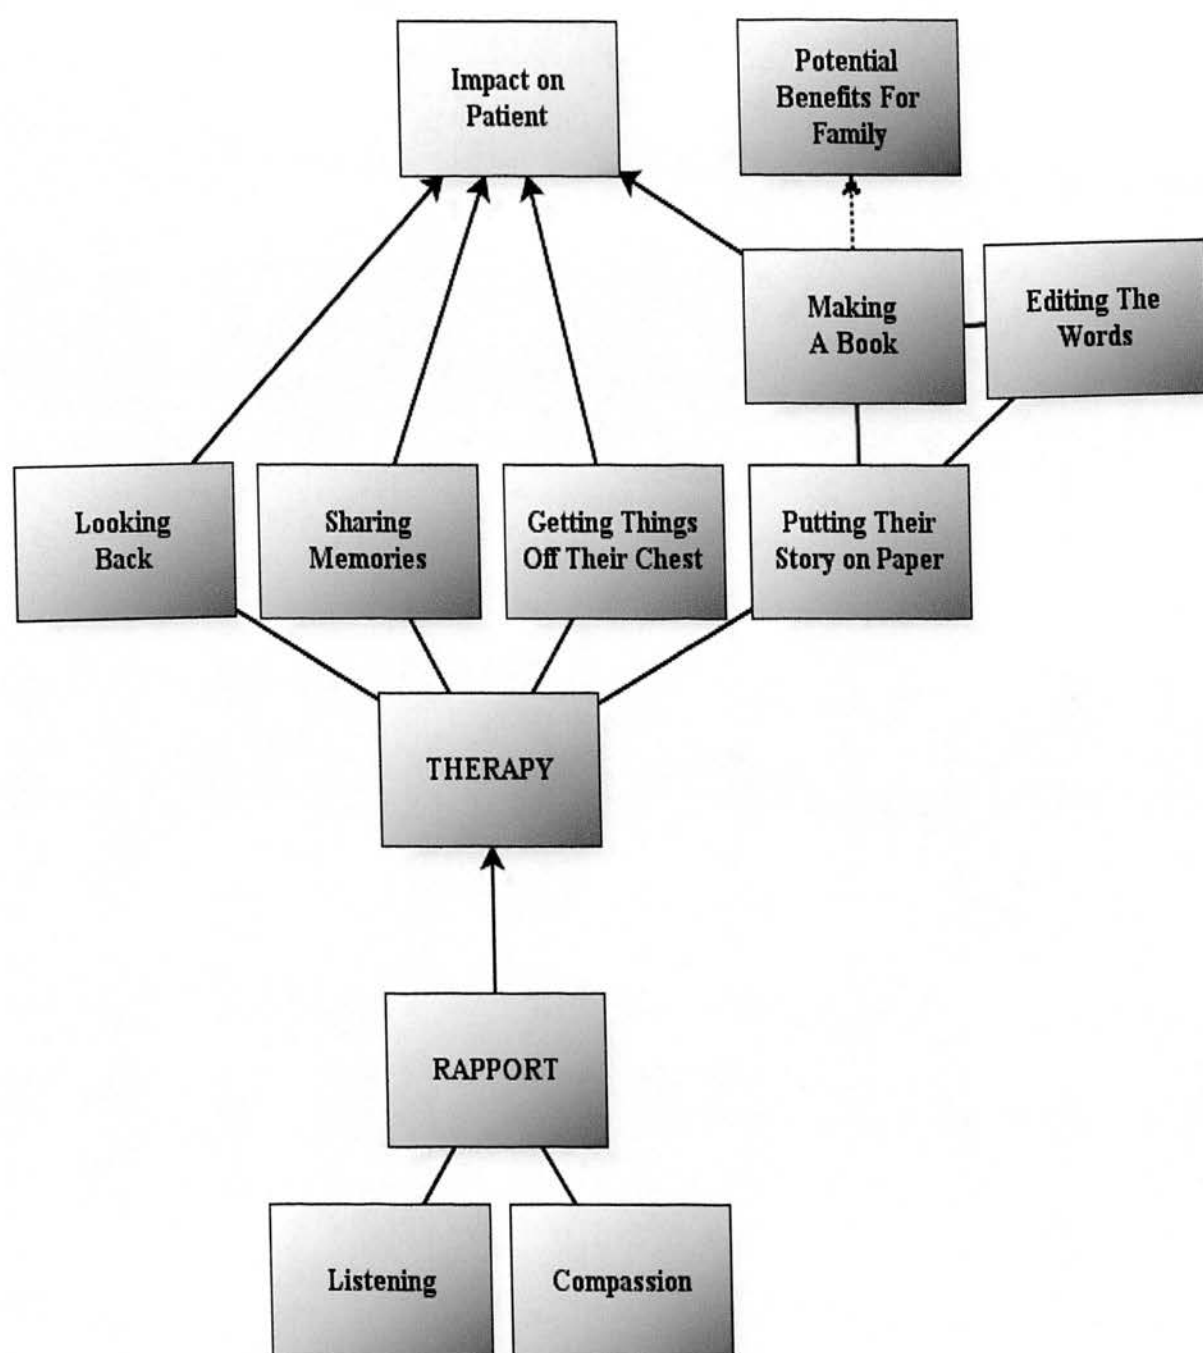 Impact on
Patient
Potential
Benefits For
Family
Making
A Book
Editing The
Words
Looking
Back
Sharing
Memories
Getting Things
Off Their Chest
Putting Their
Story on Paper
THERAPY
RAPPORT
Listening
Compassion